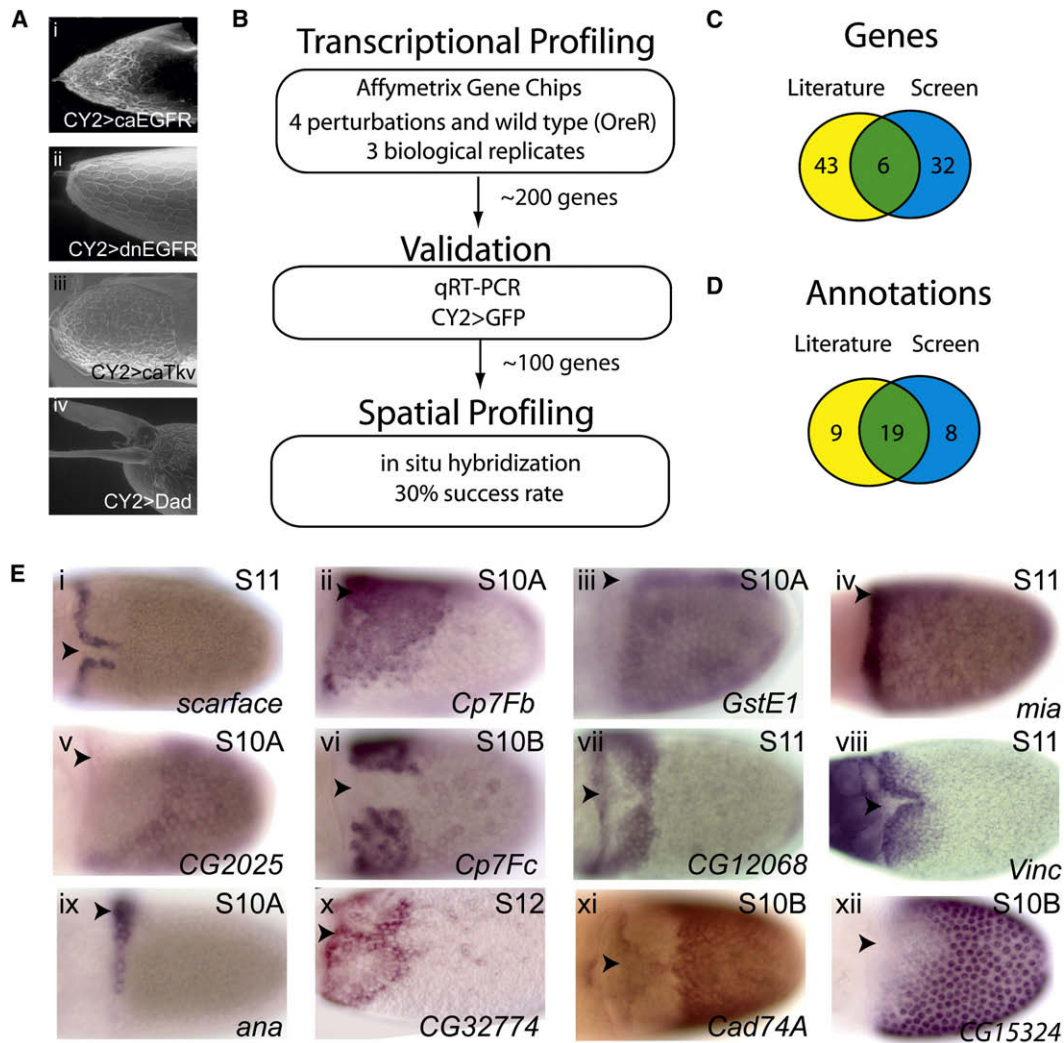 A
i
CY2>caEGFR
ii
CY2>dnEGFR
iii
CY2>caTkv
iv
CY2>Dad
B
Transcriptional Profiling
Affymetrix Gene Chips
4 perturbations and wild type (OreR)
3 biological replicates
~200 genes
Validation
qRT-PCR
CY2>GFP
~100 genes
Spatial Profiling
in situ hybridization
30% success rate
C
Genes
Literature Screen
43 6 32
D
Annotations
Literature Screen
9 19 8
E
i S11
scarface
ii S10A
Cp7Fb
iii S10A
GstE1
iv S11
mia
v S10A
CG2025
vi S10B
Cp7Fc
vii S11
CG12068
viii S11
Vinc
ix S10A
ana
x S12
CG32774
xi S10B
Cad74A
xii S10B
CG15324